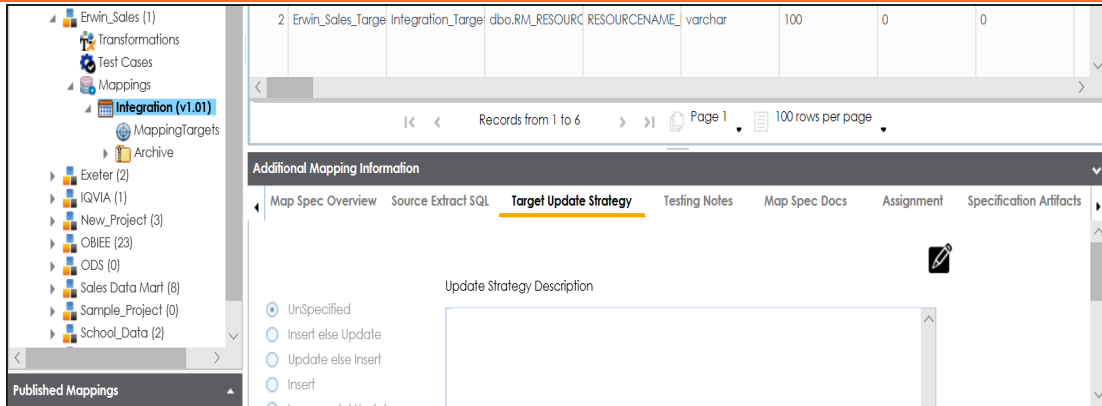 Erwin_Sales (1)
Transformations
Test Cases
Mappings
Integration (v1.01)
MappingTargets
Archive
Exeter (2)
IQVIA (1)
New_Project (3)
OBIEE (23)
ODS (0)
Sales Data Mart (8)
Sample_Project (0)
School_Data (2)
Published Mappings
2 Erwin_Sales_Targe Integration_Target dbo.RM_RESOURC RESOURCENAME_ varchar 100 0 0
Records from 1 to 6 Page 1 100 rows per page
Additional Mapping Information
Map Spec Overview Source Extract SQL Target Update Strategy Testing Notes Map Spec Docs Assignment Specification Artifacts
Update Strategy Description
UnSpecified
Insert else Update
Update else Insert
Insert